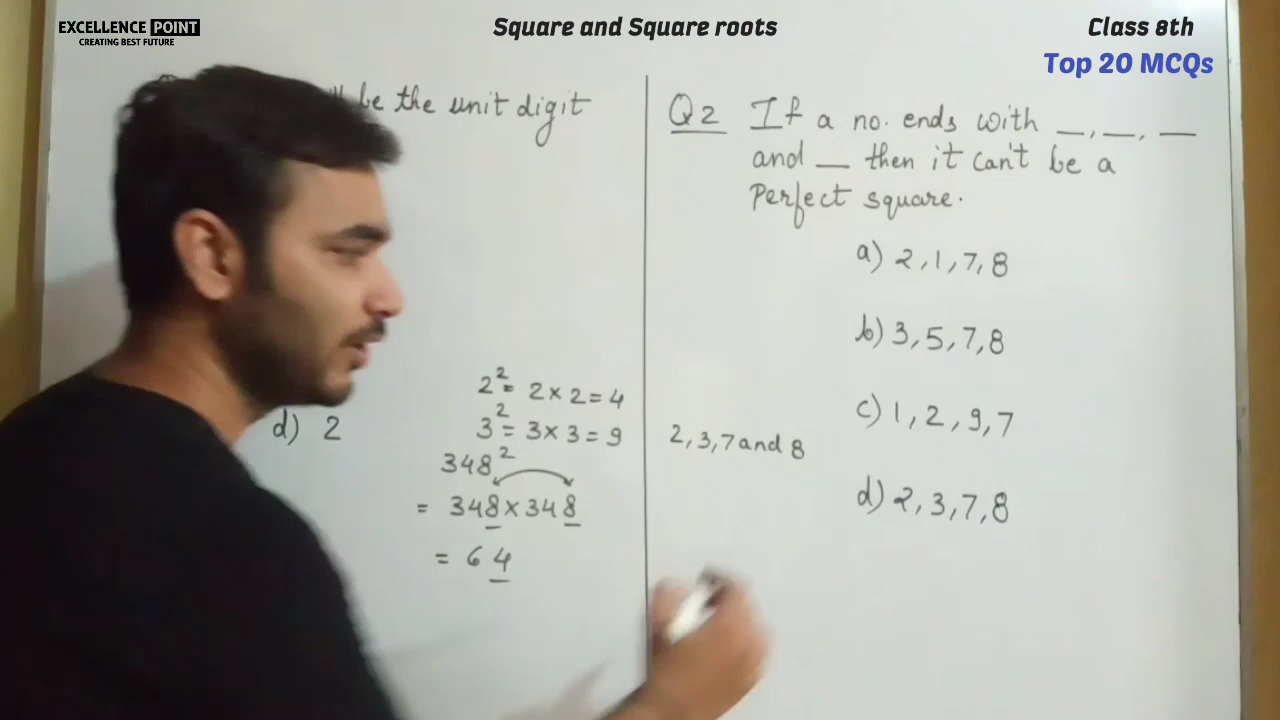 EXCELLENCE POINT
CREATING BEST FUTURE
Square and Square roots
Class 8th
Top 20 MCQs
be the unit digit
d) 2
2² = 2 × 2 = 4
3² = 3 × 3 = 9
348²
= 348 × 348
= 64
Q2 If a no. ends with __, __, __
and __ then it can't be a
Perfect square.
a) 2, 1, 7, 8
b) 3, 5, 7, 8
c) 1, 2, 9, 7
2, 3, 7 and 8
d) 2, 3, 7, 8